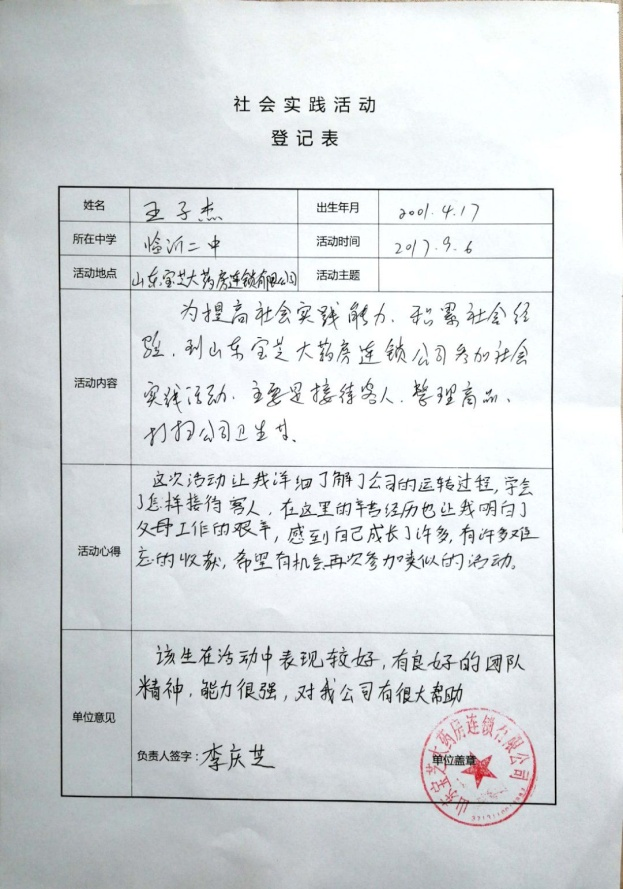 社会实践活动
登记表
姓名 王子杰 出生年月 2001.4.17
所在中学 临沂二中 活动时间 2017.9.6
活动地点 山东宝芝大药房连锁有限公司 活动主题
活动内容
为提高社会实践能力、积累社会经
验，到山东宝芝大药房连锁公司参加社会
实践活动，主要是接待客人、整理商品、
打扫公司卫生等
活动心得
这次活动让我详细了解了公司的运转过程，学会
了怎样接待客人，在这里的辛苦经历也让我明白了
父母工作的艰辛，感到自己成长了许多，有许多难
忘的收获，希望有机会再次参加类似的活动。
单位意见
该生在活动中表现较好，有良好的团队
精神，能力很强，对我公司有很大帮助
负责人签字：李庆芝
单位盖章
山东宝芝大药房连锁有限公司